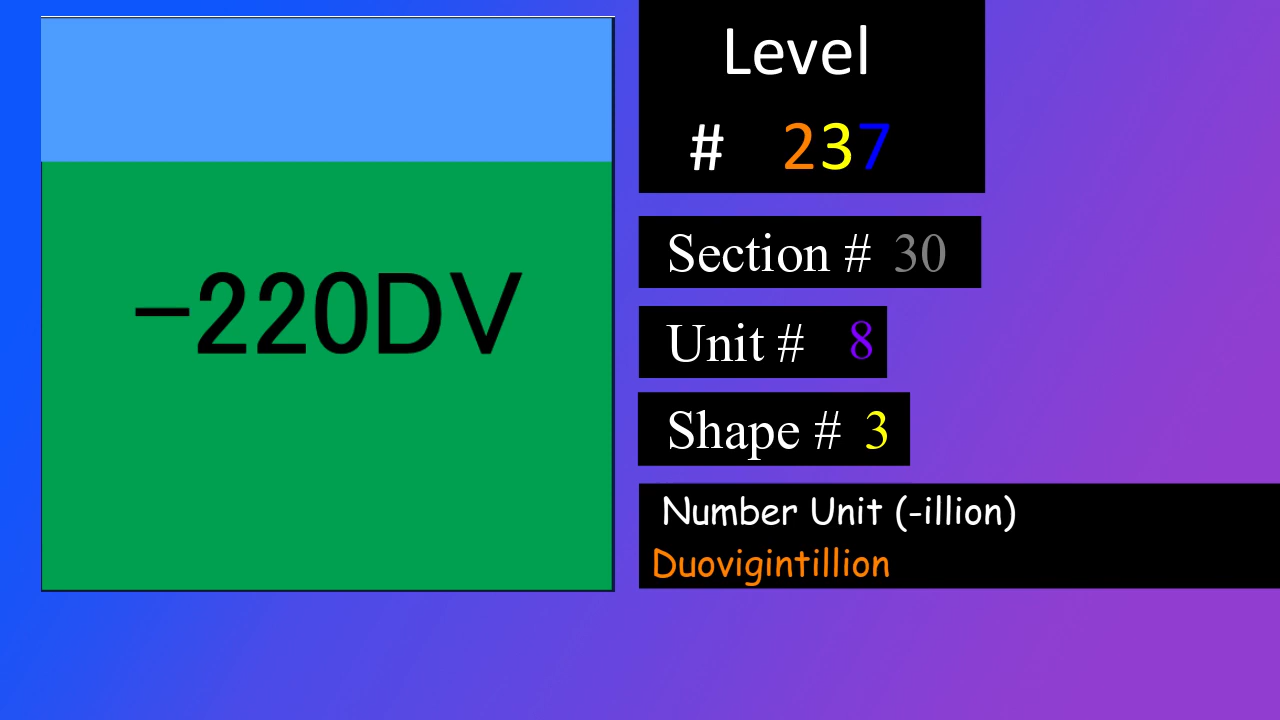 -220DV
Level
# 237
Section # 30
Unit # 8
Shape # 3
Number Unit (-illion)
Duovigintillion